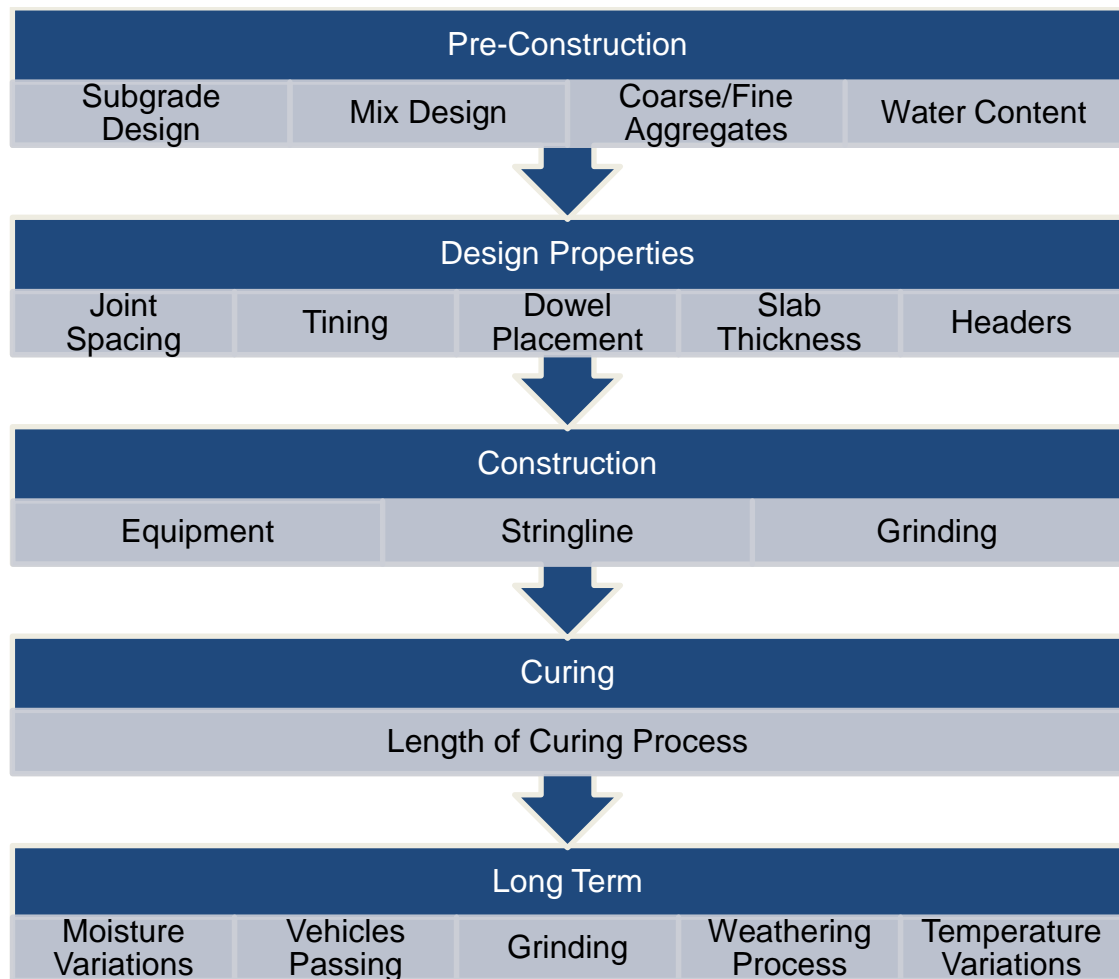 Pre-Construction
Subgrade
Design
Mix Design
Coarse/Fine
Aggregates
Water Content
Design Properties
Joint
Spacing
Tining
Dowel
Placement
Slab
Thickness
Headers
Construction
Equipment
Stringline
Grinding
Curing
Length of Curing Process
Long Term
Moisture
Variations
Vehicles
Passing
Grinding
Weathering
Process
Temperature
Variations